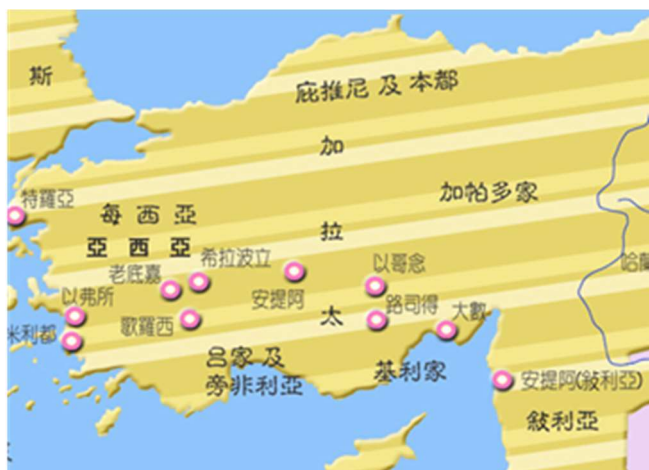 斯
庇推尼及本都
加
加帕多家
特羅亞
每西亞
亞西亞
拉
希拉波立
以哥念
哈蘭
老底嘉
安提阿
以弗所
歌羅西
太
路司得
大數
米利都
呂家及
旁非利亞
基利家
安提阿(敍利亞)
敍利亞